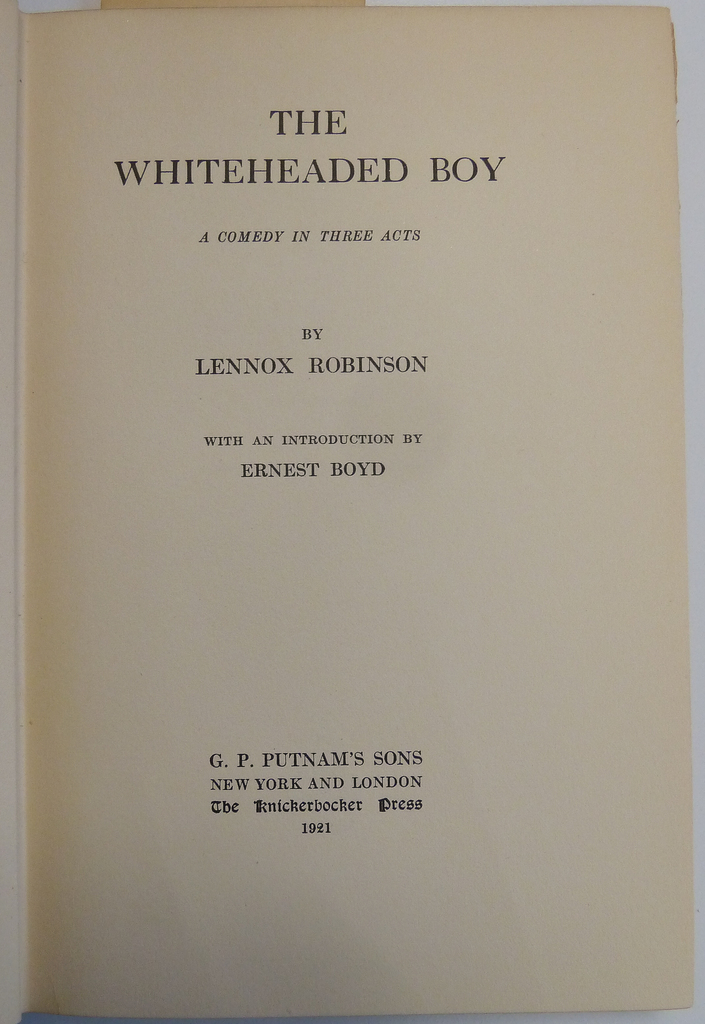 THE
WHITEHEADED BOY
A COMEDY IN THREE ACTS
BY
LENNOX ROBINSON
WITH AN INTRODUCTION BY
ERNEST BOYD
G. P. PUTNAM'S SONS
NEW YORK AND LONDON
The Knickerbocker Press
1921